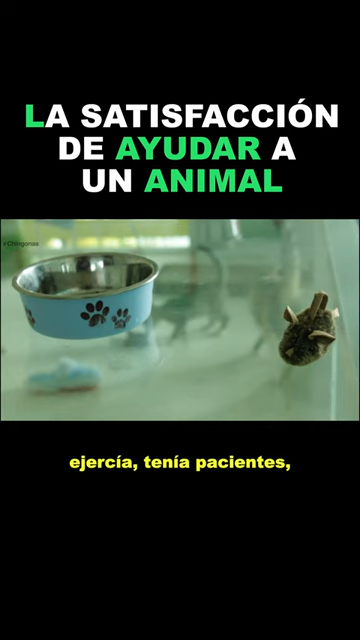 LA SATISFACCIÓN
DE AYUDAR A
UN ANIMAL
ejercía, tenía pacientes,